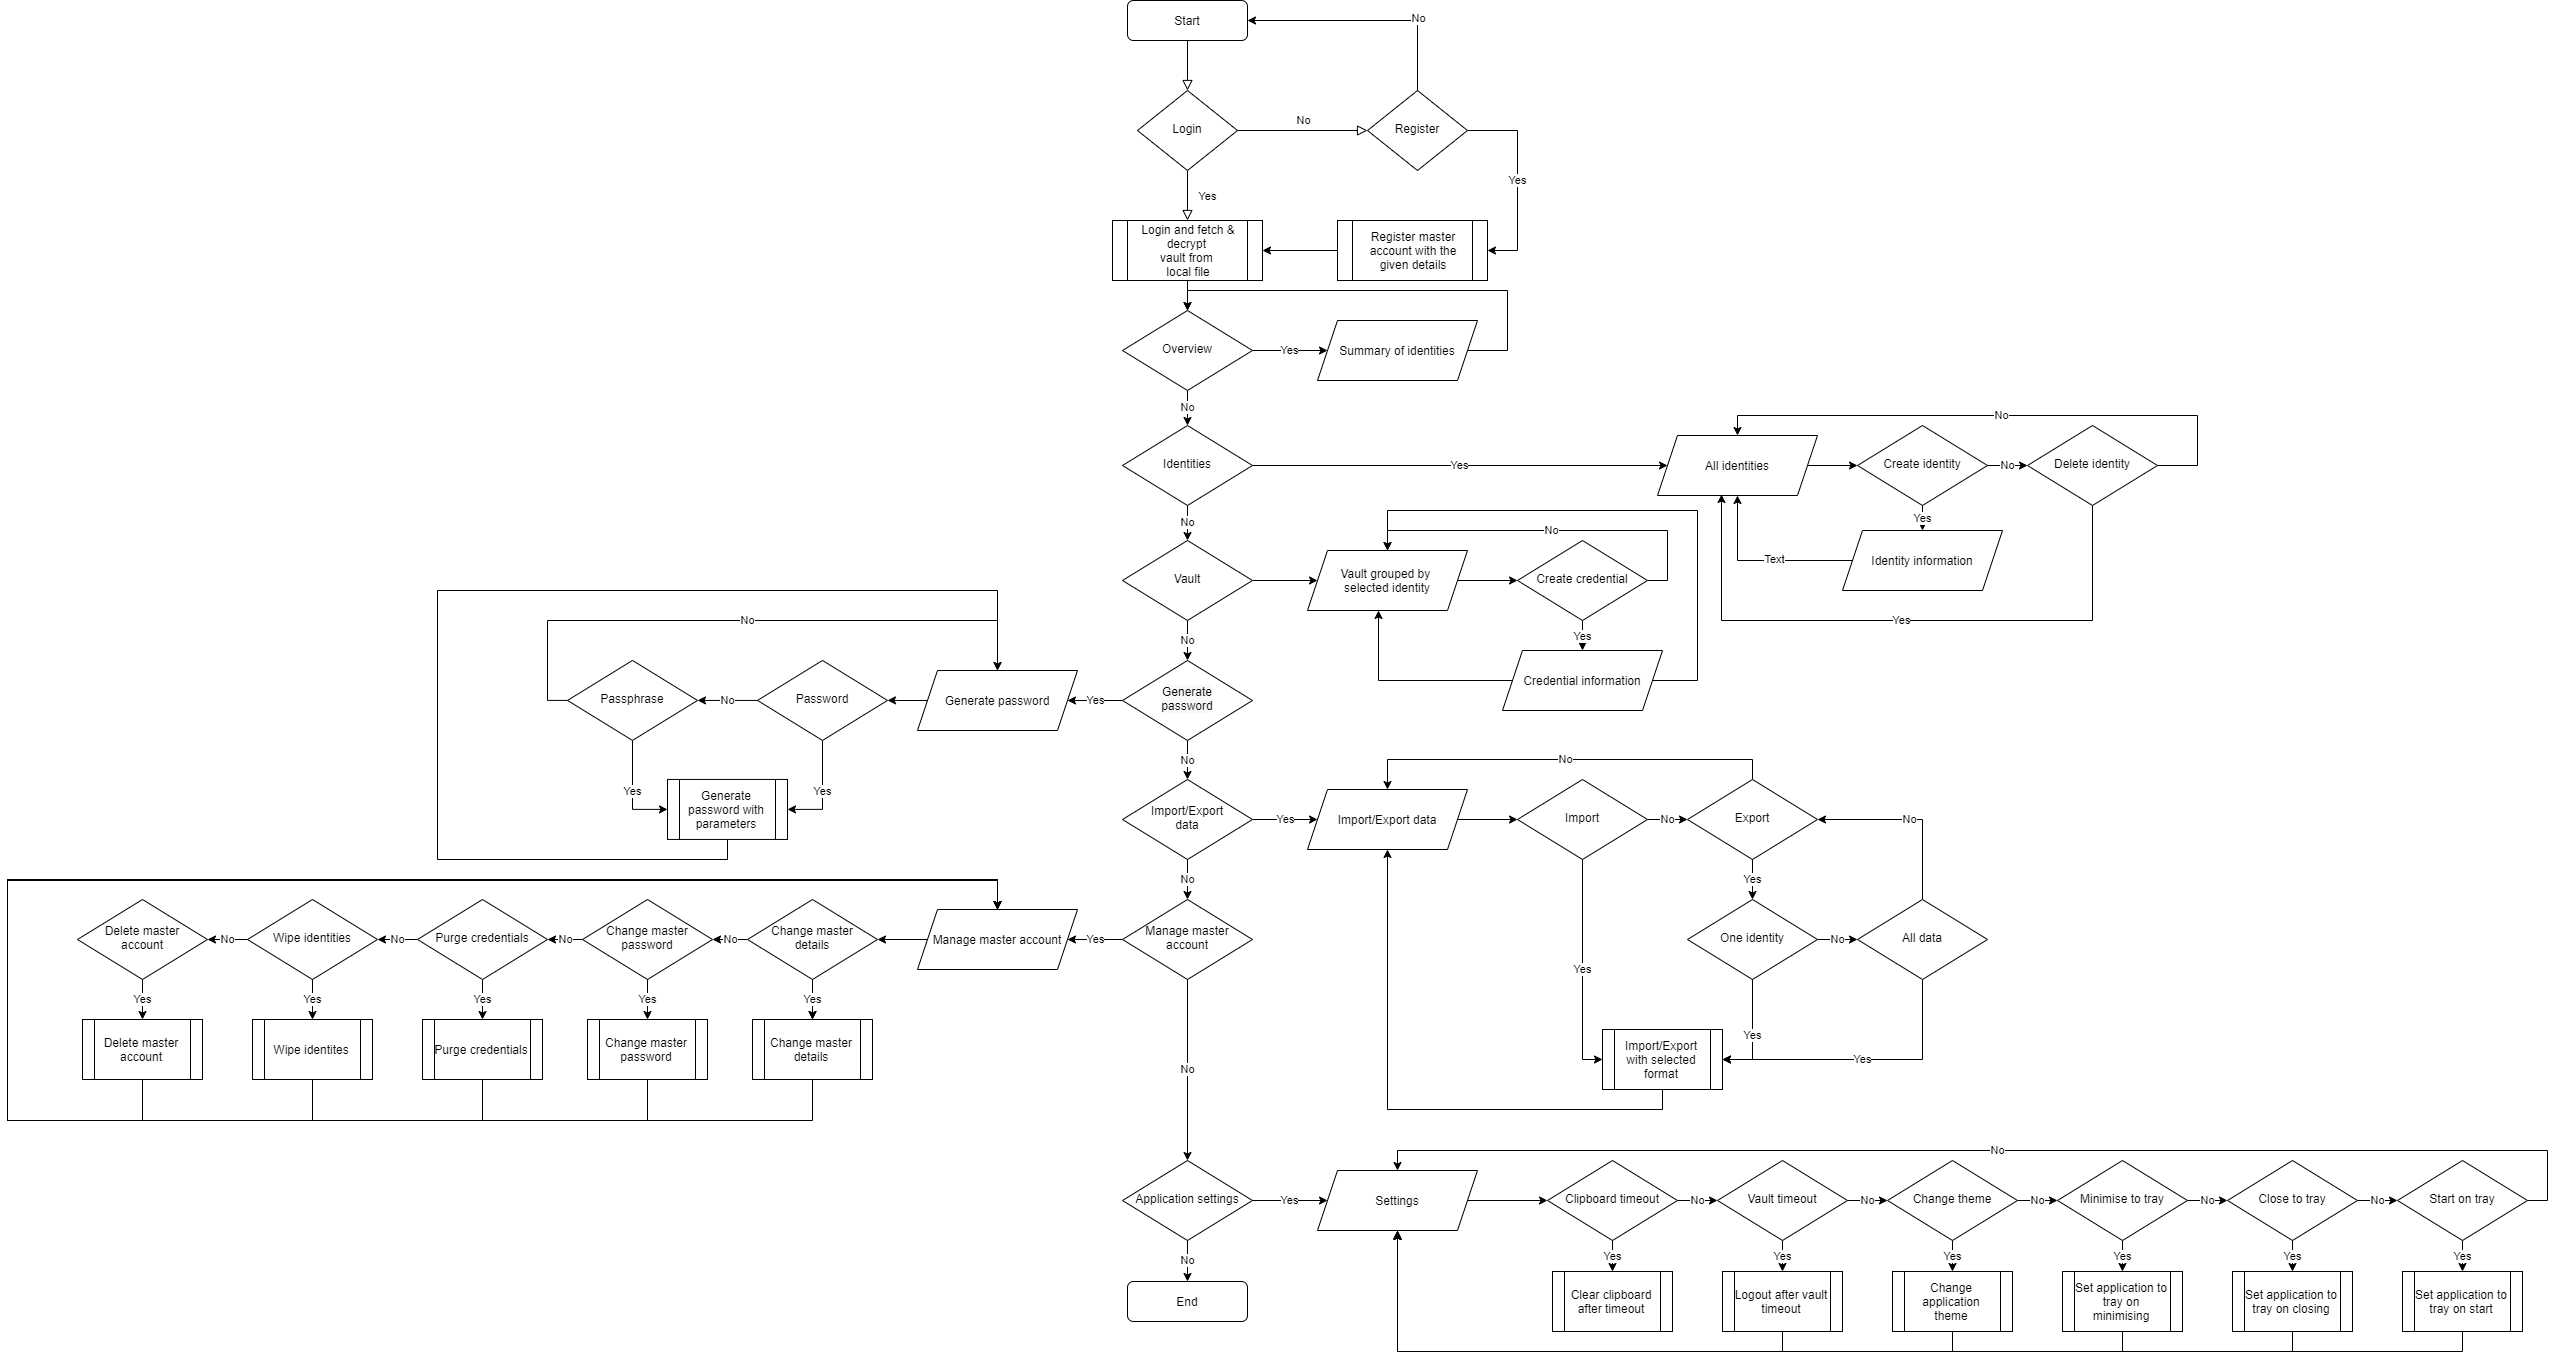 Start
No
Login
No
Register
Yes
Yes
Login and fetch &
decrypt
vault from
local file
Register master
account with the
given details
Overview
Yes
Summary of identities
No
Identities
Yes
No
All identities
Create identity
No
Delete identity
Yes
Identity information
Text
Yes
No
Vault
No
Vault grouped by
selected identity
Create credential
Yes
Credential information
No
Generate
password
Yes
Generate password
Password
No
Passphrase
No
Yes
Yes
Generate
password with
parameters
No
Import/Export
data
Yes
Import/Export data
No
Import
No
Export
No
Yes
One identity
No
All data
Yes
Yes
Yes
Import/Export
with selected
format
No
Manage master
account
Yes
Manage master account
Change master
details
No
Change master
password
No
Purge credentials
No
Wipe identities
No
Delete master
account
Yes
Yes
Yes
Yes
Yes
Delete master
account
Wipe identites
Purge credentials
Change master
password
Change master
details
No
Application settings
Yes
Settings
No
Clipboard timeout
No
Vault timeout
No
Change theme
No
Minimise to tray
No
Close to tray
No
Start on tray
Yes
Yes
Yes
Yes
Yes
Yes
Clear clipboard
after timeout
Logout after vault
timeout
Change
application
theme
Set application to
tray on
minimising
Set application to
tray on closing
Set application to
tray on start
No
End